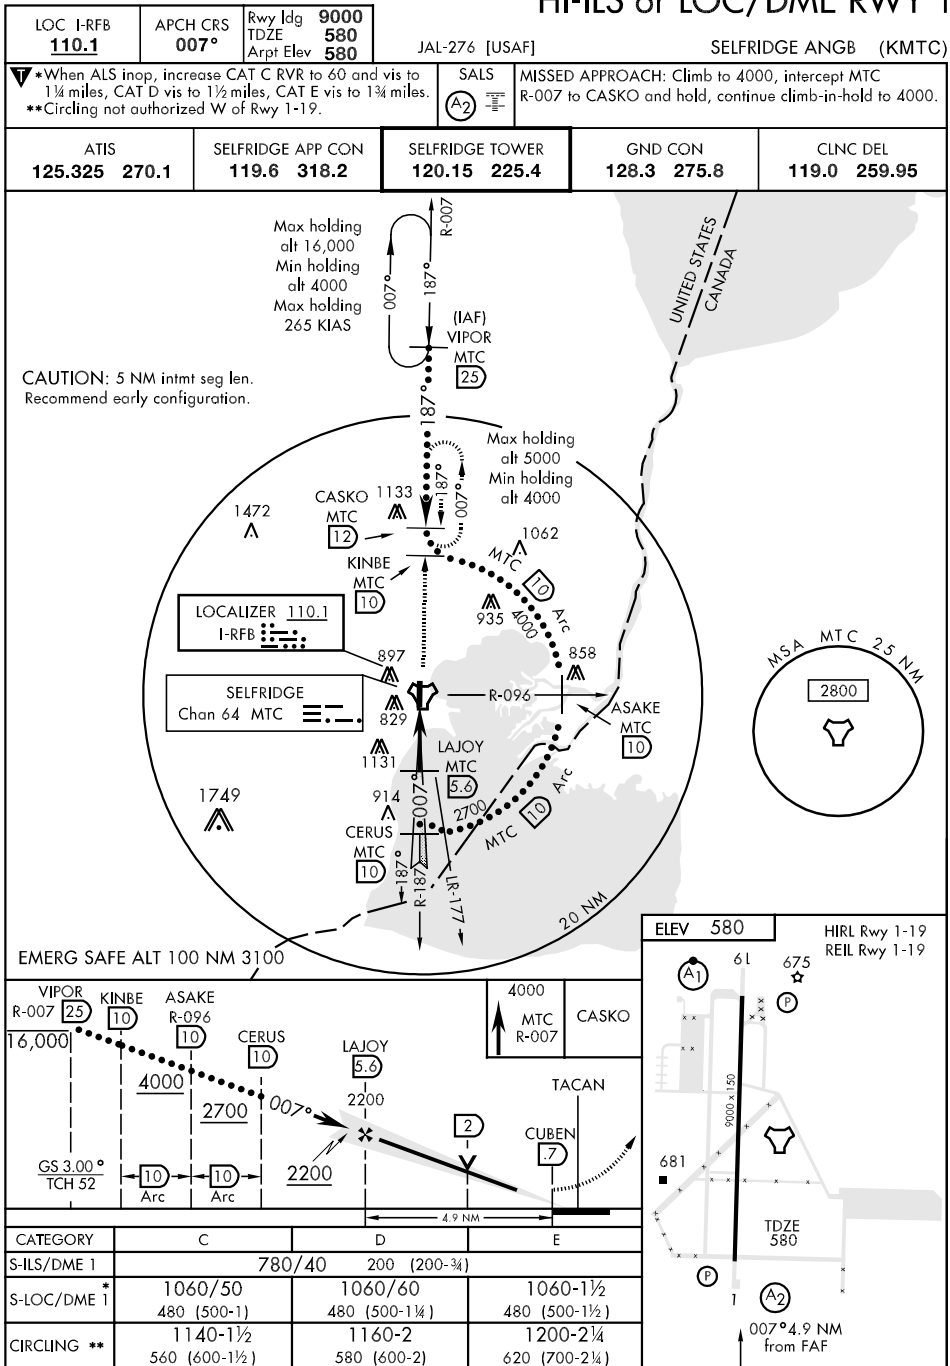 HI-ILS or LOC/DME RWY 1
LOC I-RFB
110.1
APCH CRS
007°
Rwy ldg 9000
TDZE 580
Arpt Elev 580
JAL-276 [USAF]
SELFRIDGE ANGB (KMTC)
T *When ALS inop, increase CAT C RVR to 60 and vis to
1¼ miles, CAT D vis to 1½ miles, CAT E vis to 1¾ miles.
**Circling not authorized W of Rwy 1-19.
SALS
A2
MISSED APPROACH: Climb to 4000, intercept MTC
R-007 to CASKO and hold, continue climb-in-hold to 4000.
ATIS
125.325 270.1
SELFRIDGE APP CON
119.6 318.2
SELFRIDGE TOWER
120.15 225.4
GND CON
128.3 275.8
CLNC DEL
119.0 259.95
R-007
Max holding
alt 16,000
Min holding
alt 4000
Max holding
265 KIAS
007°
187°
(IAF)
VIPOR
MTC
25
UNITED STATES
CANADA
CAUTION: 5 NM intmt seg len.
Recommend early configuration.
187°
Max holding
alt 5000
Min holding
alt 4000
187°
007°
1472
CASKO
MTC
12
1133
1062
KINBE
MTC
10
MTC 10 Arc
4000
935
LOCALIZER 110.1
I-RFB
897
858
SELFRIDGE
Chan 64 MTC
829
R-096
ASAKE
MTC
10
MSA MTC 25 NM
2800
1131
LAJOY
MTC
5.6
1749
914
007°
2700
MTC 10 Arc
CERUS
MTC
10
187°
R-187
LR-177
20 NM
EMERG SAFE ALT 100 NM 3100
ELEV 580
HIRL Rwy 1-19
REIL Rwy 1-19
A1
19
675
P
9000 x 150
681
TDZE
580
P
1
A2
007° 4.9 NM
from FAF
VIPOR
R-007 25
16,000
KINBE
10
ASAKE
R-096
10
CERUS
10
4000
2700
007°
LAJOY
5.6
2200
2200
4000
MTC
R-007
CASKO
TACAN
2
CUBEN
.7
GS 3.00°
TCH 52
10
Arc
10
Arc
4.9 NM
CATEGORY C D E
S-ILS/DME 1 780/40 200 (200-¾)
S-LOC/DME 1 * 1060/50 1060/60 1060-1½
480 (500-1) 480 (500-1¼) 480 (500-1½)
CIRCLING ** 1140-1½ 1160-2 1200-2¼
560 (600-1½) 580 (600-2) 620 (700-2¼)